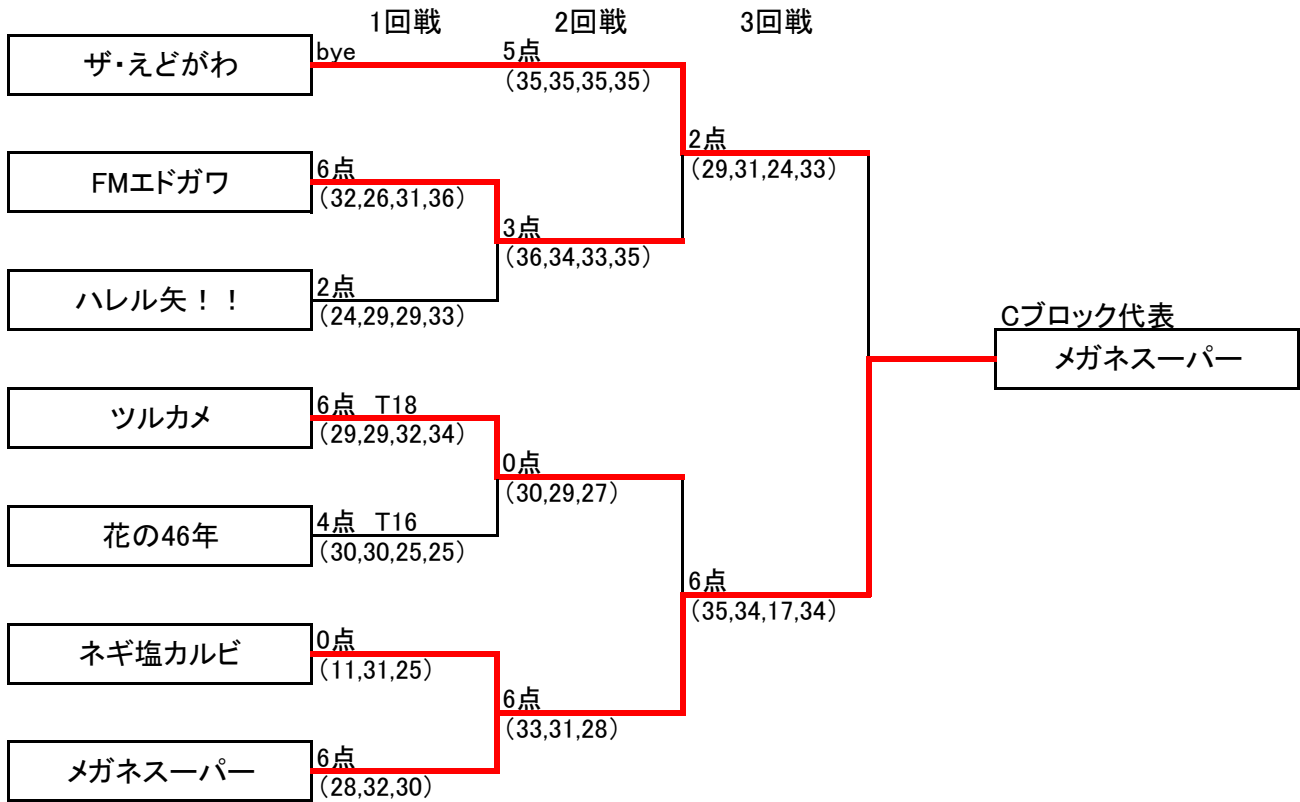 1回戦 2回戦 3回戦
ザ・えどがわ
bye
5点
(35,35,35,35)
2点
(29,31,24,33)
FMエドガワ
6点
(32,26,31,36)
3点
(36,34,33,35)
ハレル矢！！
2点
(24,29,29,33)
Cブロック代表
メガネスーパー
ツルカメ
6点 T18
(29,29,32,34)
0点
(30,29,27)
花の46年
4点 T16
(30,30,25,25)
6点
(35,34,17,34)
ネギ塩カルビ
0点
(11,31,25)
6点
(33,31,28)
メガネスーパー
6点
(28,32,30)